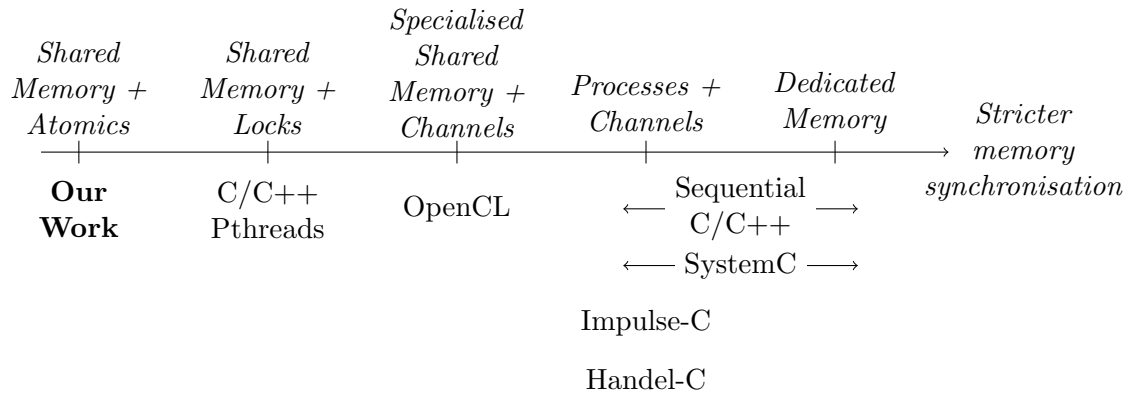 Shared
Memory +
Atomics
Shared
Memory +
Locks
Specialised
Shared
Memory +
Channels
Processes +
Channels
Dedicated
Memory
Stricter
memory
synchronisation
Our
Work
C/C++
Pthreads
OpenCL
Sequential
C/C++
SystemC
Impulse-C
Handel-C